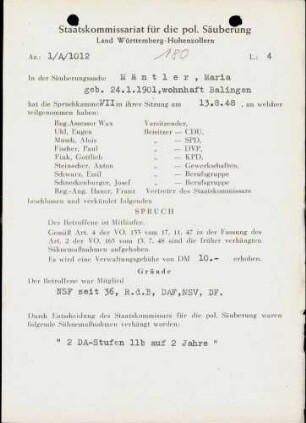 Staatskommissariat für die pol. Säuberung
Land Württemberg-Hohenzollern
Az.: 1/A/1012 180 L.: 4
In der Säuberungssache M ä n t l e r , Maria
geb. 24.1.1901,wohnhaft Balingen
hat die Spruchkammer VII in ihrer Sitzung am 13.8.48 , an welcher
teilgenommen haben:
Reg.Assessor Wax Vorsitzender,
Uhl, Eugen Beisitzer — CDU,
Musch, Alois „ — SPD,
Fischer, Paul „ — DVP,
Fink, Gottlieb „ — KPD,
Steinacher, Anton „ — Gewerkschaften,
Schwarz, Emil „ — Berufsgruppe
Schneckenburger, Josef „ — Berufsgruppe
Reg.-Ang. Hauer, Franz Vertreter des Staatskommissars
beschlossen und verkündet folgenden
SPRUCH
Der Betroffene ist Mitläufer.
Gemäß Art. 4 der VO. 133 vom 17. 11. 47 in der Fassung des
Art. 2 der VO. 165 vom 13. 7. 48 sind die früher verhängten
Sühnemaßnahmen aufgehoben.
Es wird eine Verwaltungsgebühr von DM 10.- erhoben.
Gründe
Der Betroffene war Mitglied
NSF seit 36, R.d.B, DAF,NSV, DF.
Durch Entscheidung des Staatskommissars für die pol. Säuberung waren
folgende Sühnemaßnahmen verhängt worden:
" 2 DA-Stufen 11b auf 2 Jahre "